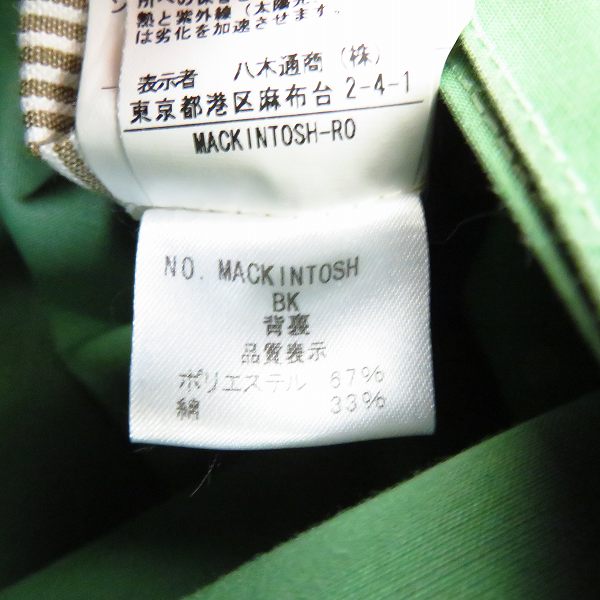 熱と紫外線(太陽
は劣化を加速させます。
表示者 八木通商(株)
東京都港区麻布台 2-4-1
MACKINTOSH-RO
NO. MACKINTOSH
BK
背裏
品質表示
ポリエステル 67%
綿 33%